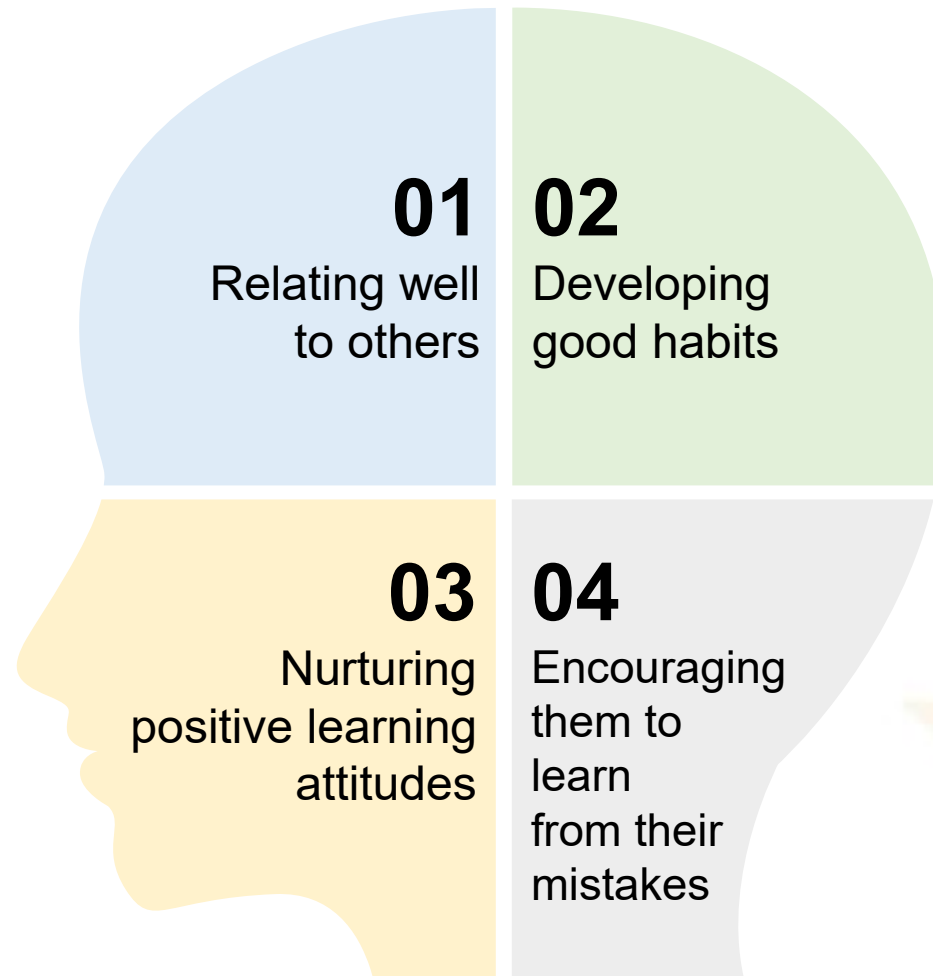 01
Relating well
to others
02
Developing
good habits
03
Nurturing
positive learning
attitudes
04
Encouraging
them to
learn
from their
mistakes